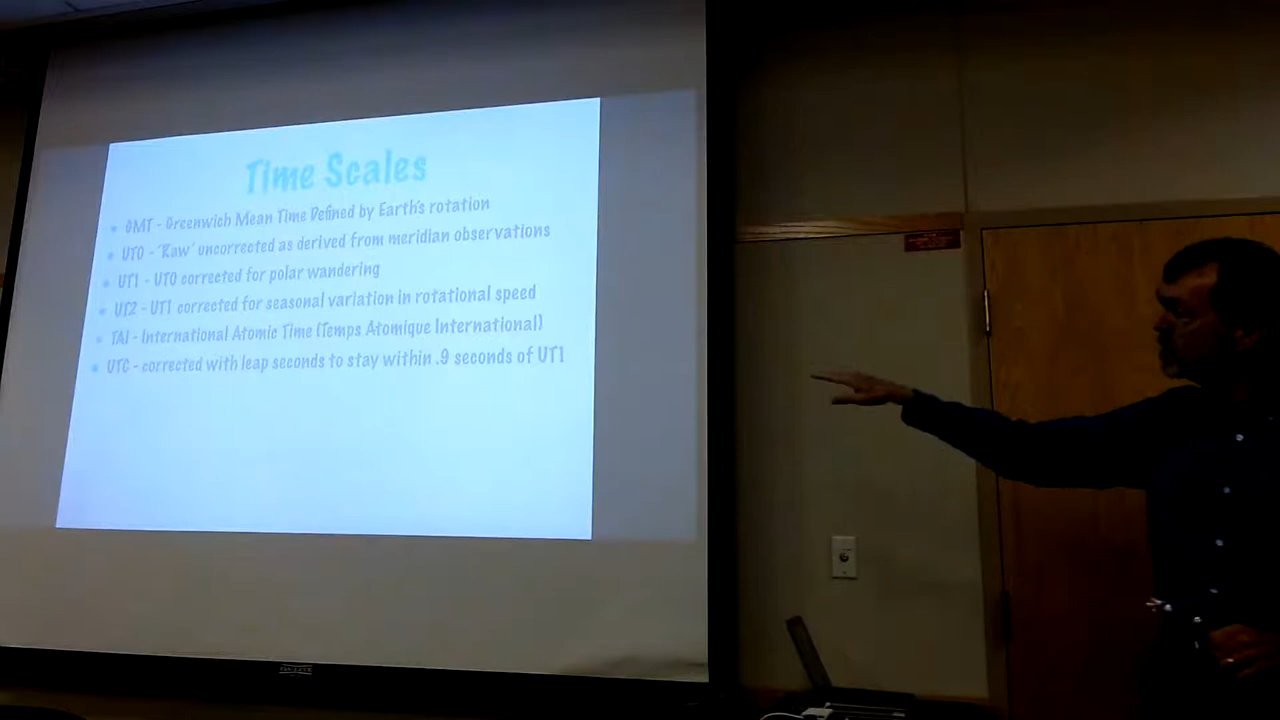 Time Scales
GMT - Greenwich Mean Time Defined by Earth's rotation
UT0 - 'Raw' uncorrected as derived from meridian observations
UT1 - UT0 corrected for polar wandering
UT2 - UT1 corrected for seasonal variation in rotational speed
TAI - International Atomic Time (Temps Atomique International)
UTC - corrected with leap seconds to stay within .9 seconds of UT1